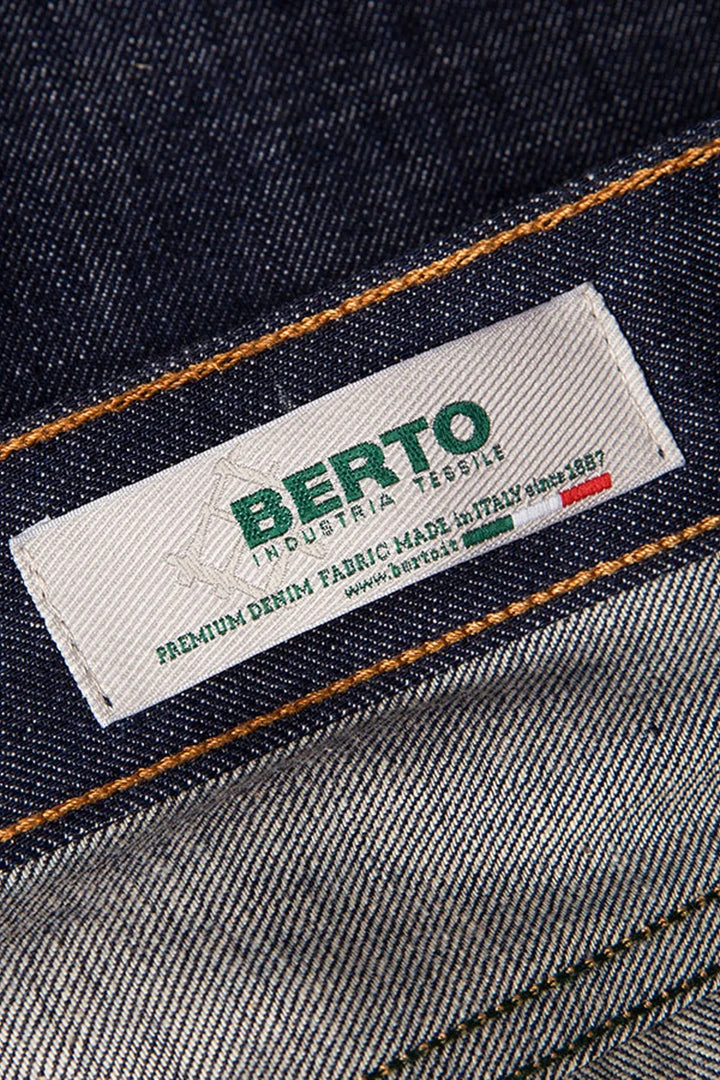 BERTO
INDUSTRIA TESSILE
PREMIUM DENIM FABRIC MADE in ITALY since 1887
www.berto.it